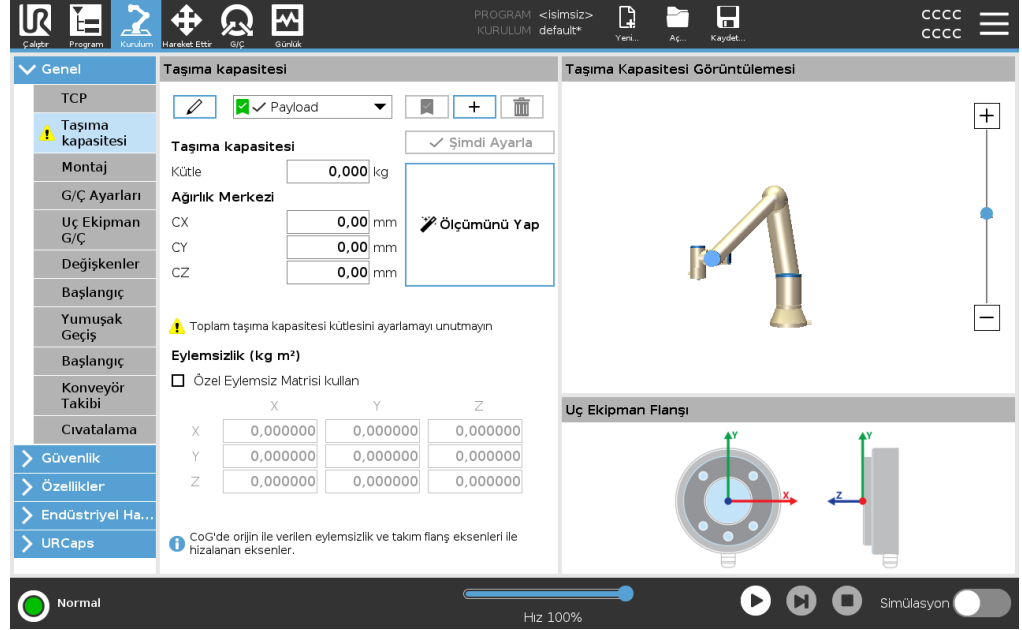 PROGRAM <isimsiz>
KURULUM default*
Çalıştır
Program
Kurulum
Hareket Ettir
G/Ç
Günlük
Yeni...
Aç...
Kaydet...
CCCC
CCCC
Genel
TCP
Taşıma
kapasitesi
Montaj
G/Ç Ayarları
Uç Ekipman
G/Ç
Değişkenler
Başlangıç
Yumuşak
Geçiş
Başlangıç
Konveyör
Takibi
Cıvatalama
Güvenlik
Özellikler
Endüstriyel Ha...
URCaps
Taşıma kapasitesi
Payload
Taşıma kapasitesi
Şimdi Ayarla
Kütle 0,000 kg
Ağırlık Merkezi
CX 0,00 mm
CY 0,00 mm
CZ 0,00 mm
Ölçümünü Yap
Toplam taşıma kapasitesi kütlesini ayarlamayı unutmayın
Eylemsizlik (kg m²)
Özel Eylemsiz Matrisi kullan
X Y Z
X 0,000000 0,000000 0,000000
Y 0,000000 0,000000 0,000000
Z 0,000000 0,000000 0,000000
CoG'de orijin ile verilen eylemsizlik ve takım flanş eksenleri ile
hizalanan eksenler.
Taşıma Kapasitesi Görüntülemesi
Uç Ekipman Flanşı
Y
X
Y
Z
Normal
Hız 100%
Simülasyon